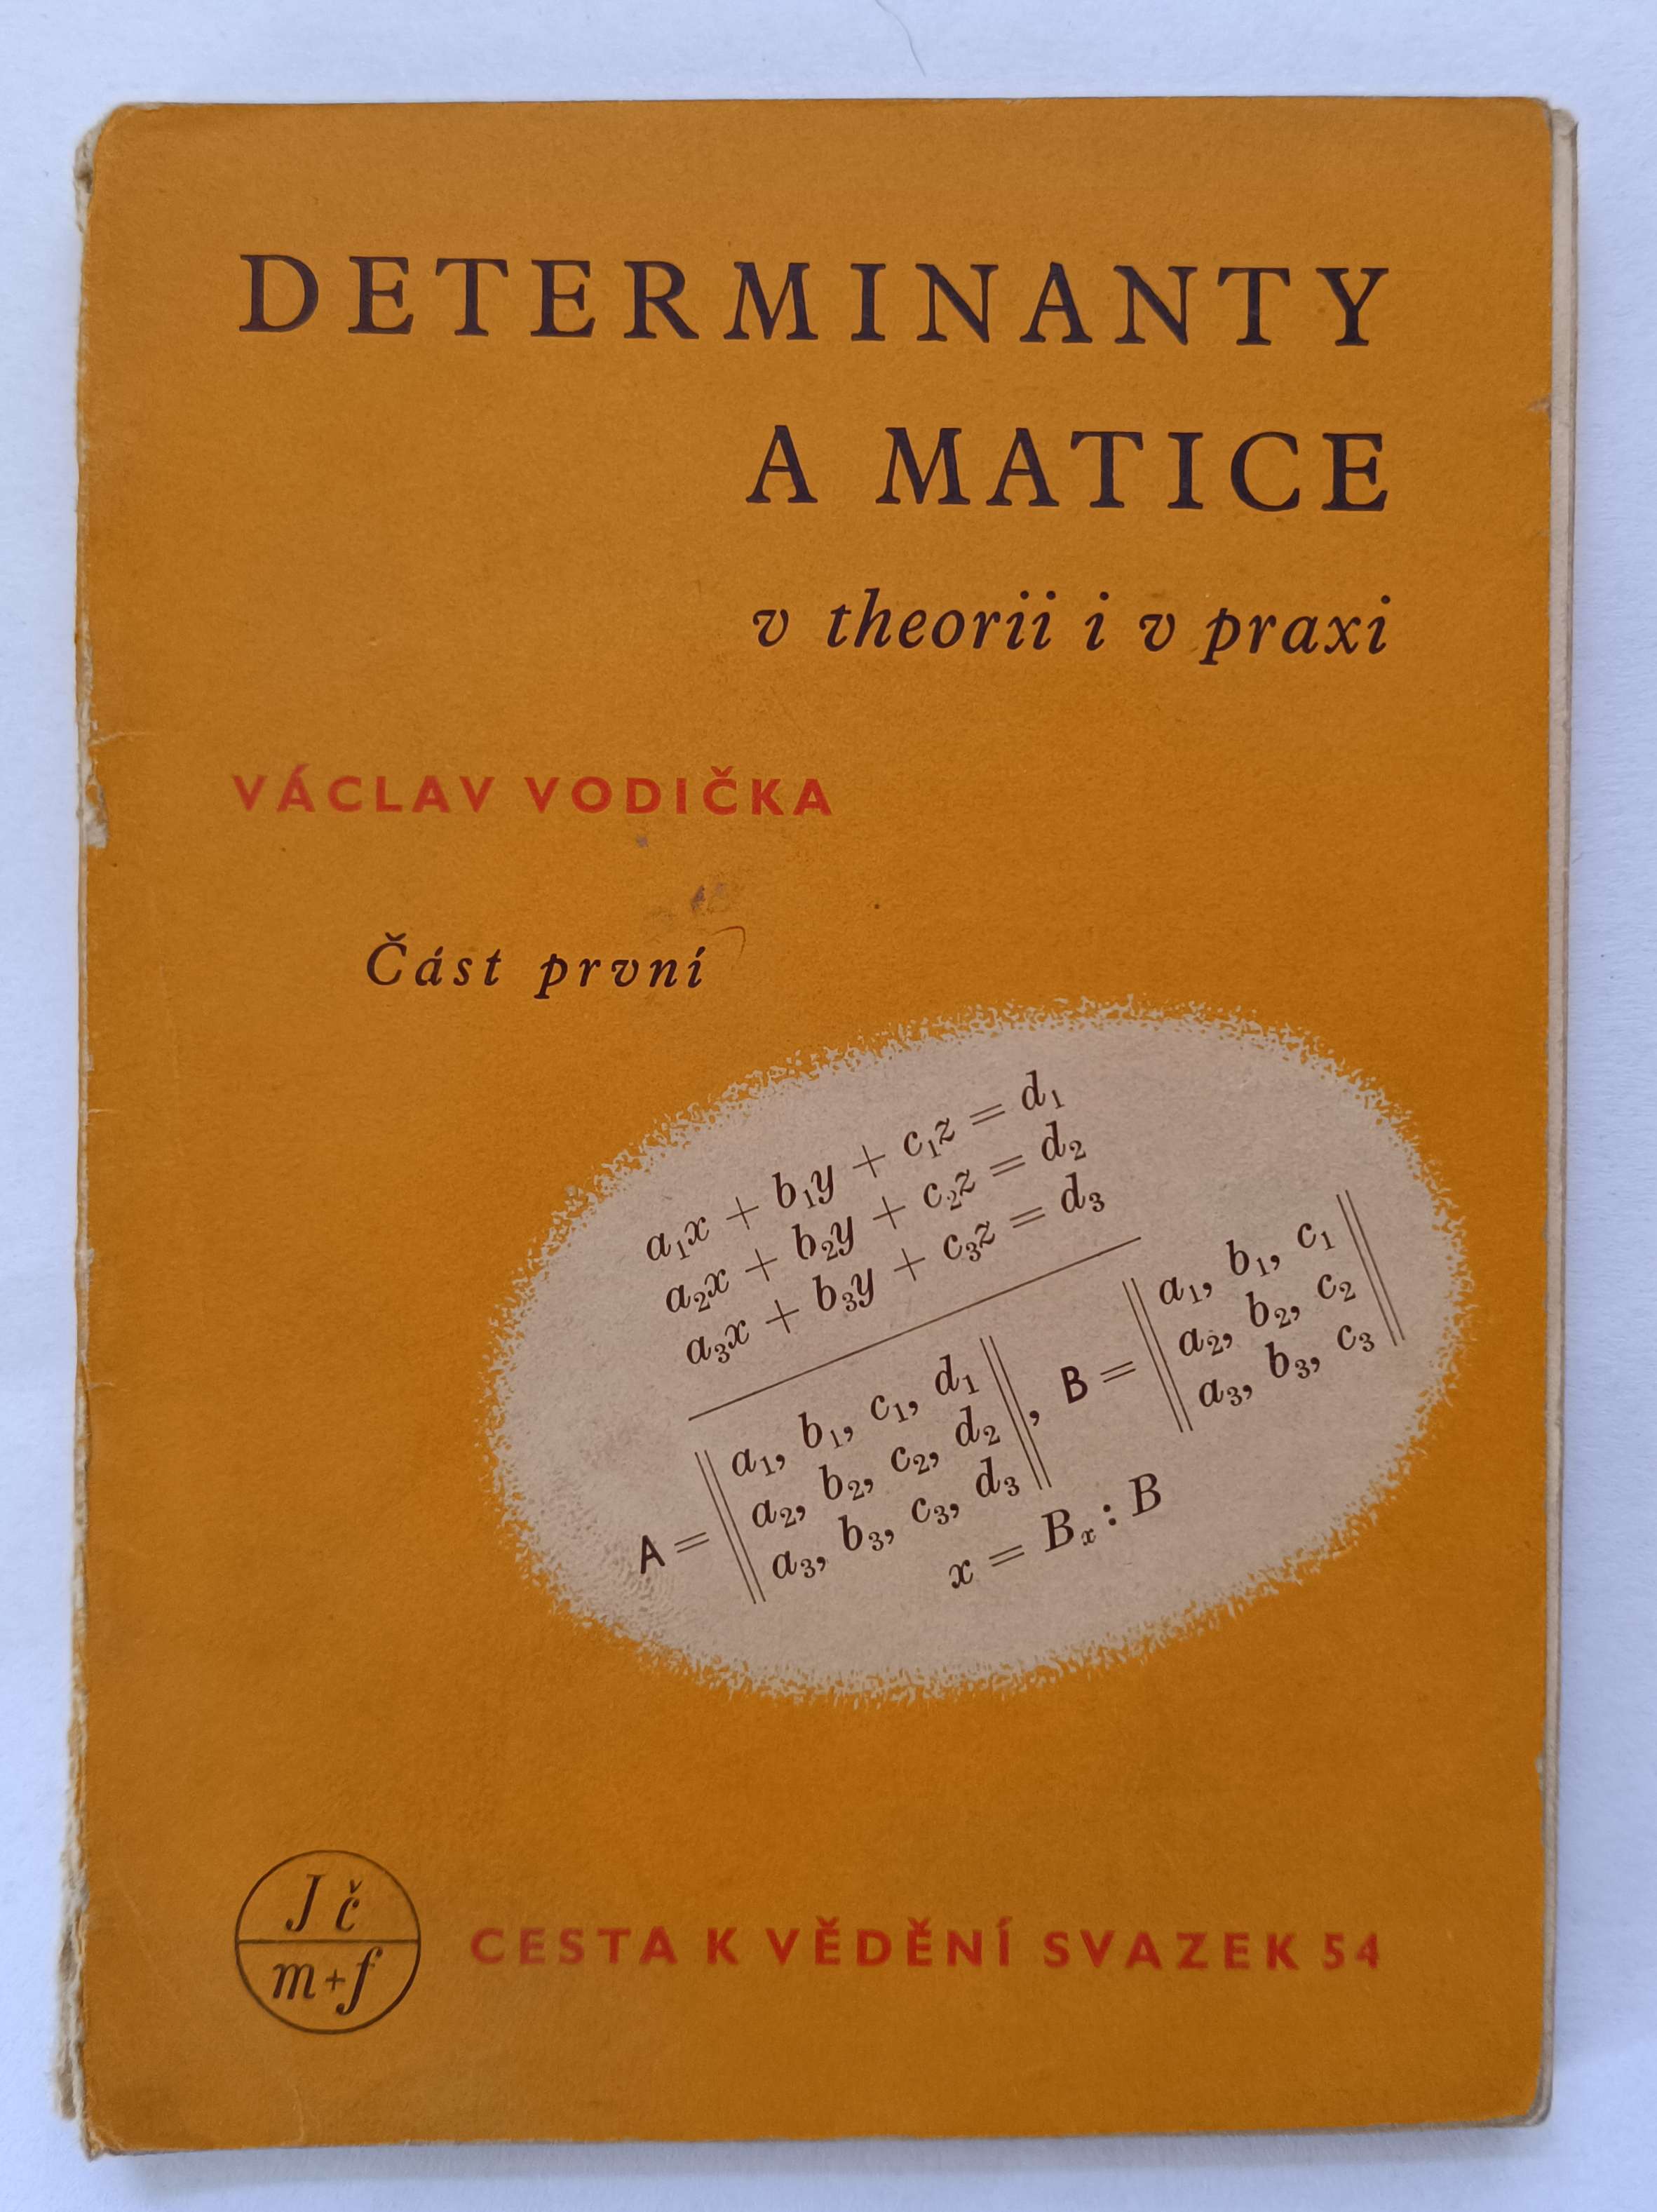 DETERMINANTY
A MATICE
v theorii i v praxi
VÁCLAV VODIČKA
Část první
a₁x + b₁y + c₁z = d₁
a₂x + b₂y + c₂z = d₂
a₃x + b₃y + c₃z = d₃
A = ‖ a₁, b₁, c₁, d₁ ‖, B = ‖ a₁, b₁, c₁ ‖
a₂, b₂, c₂, d₂ a₂, b₂, c₂
a₃, b₃, c₃, d₃ a₃, b₃, c₃
x = Bₓ : B
J č
m+f
CESTA K VĚDĚNÍ SVAZEK 54